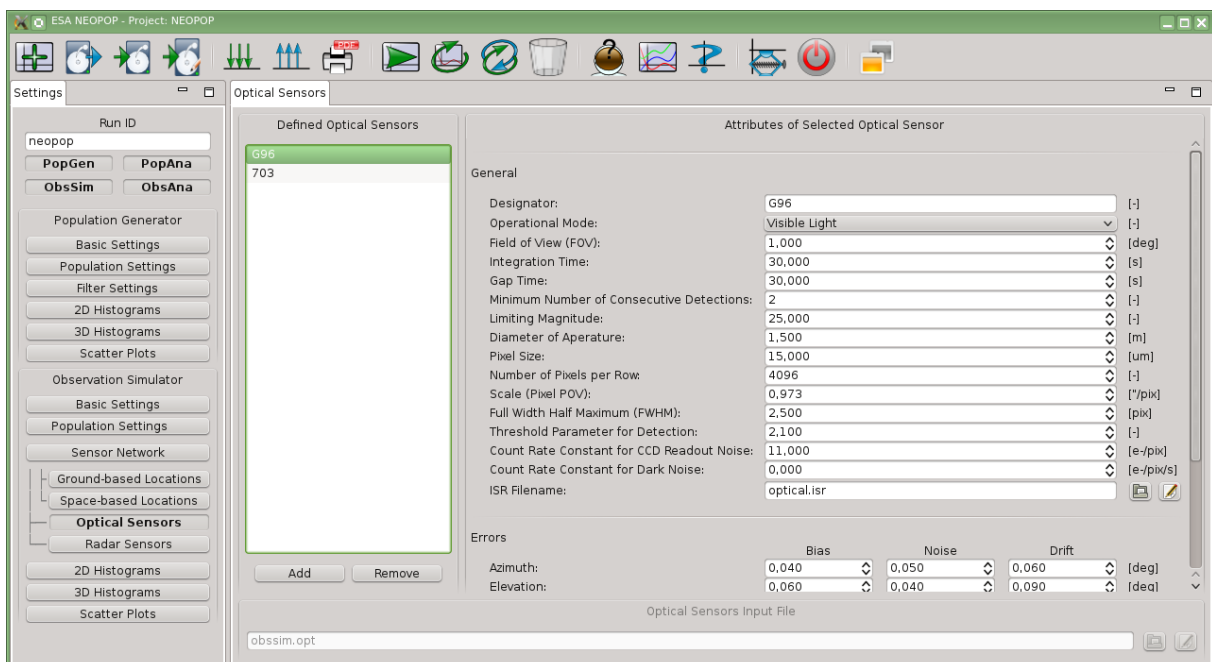 ESA NEOPOP - Project: NEOPOP
PDF
Settings
Optical Sensors
Run ID
neopop
PopGen PopAna
ObsSim ObsAna
Population Generator
Basic Settings
Population Settings
Filter Settings
2D Histograms
3D Histograms
Scatter Plots
Observation Simulator
Basic Settings
Population Settings
Sensor Network
Ground-based Locations
Space-based Locations
Optical Sensors
Radar Sensors
2D Histograms
3D Histograms
Scatter Plots
Defined Optical Sensors
G96
703
Add Remove
Attributes of Selected Optical Sensor
General
Designator: G96 [-]
Operational Mode: Visible Light [-]
Field of View (FOV): 1,000 [deg]
Integration Time: 30,000 [s]
Gap Time: 30,000 [s]
Minimum Number of Consecutive Detections: 2 [-]
Limiting Magnitude: 25,000 [-]
Diameter of Aperature: 1,500 [m]
Pixel Size: 15,000 [um]
Number of Pixels per Row: 4096 [-]
Scale (Pixel POV): 0,973 ["/pix]
Full Width Half Maximum (FWHM): 2,500 [pix]
Threshold Parameter for Detection: 2,100 [-]
Count Rate Constant for CCD Readout Noise: 11,000 [e-/pix]
Count Rate Constant for Dark Noise: 0,000 [e-/pix/s]
ISR Filename: optical.isr
Errors
Bias Noise Drift
Azimuth: 0,040 0,050 0,060 [deg]
Elevation: 0,060 0,040 0,090 [deg]
Optical Sensors Input File
obssim.opt